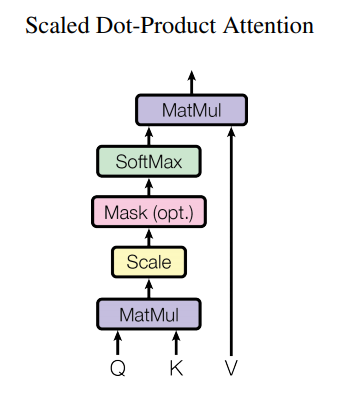 Scaled Dot-Product Attention
MatMul
SoftMax
Mask (opt.)
Scale
MatMul
Q K V